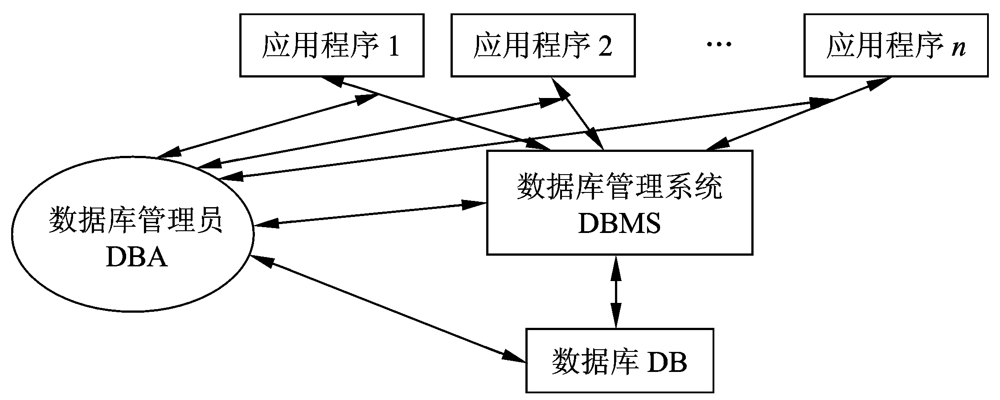 应用程序 1
应用程序 2
…
应用程序 n
数据库管理系统
DBMS
数据库管理员
DBA
数据库 DB